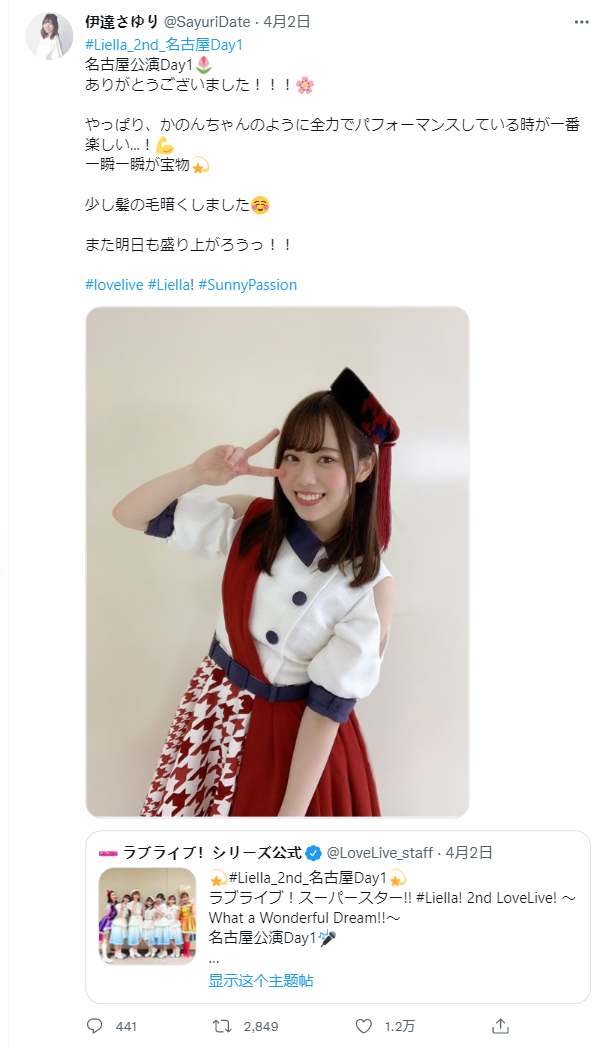 伊達さゆり @SayuriDate · 4月2日
#Liella_2nd_名古屋Day1
名古屋公演Day1🌷
ありがとうございました！！！🌸
やっぱり、かのんちゃんのように全力でパフォーマンスしている時が一番
楽しい...！💪
一瞬一瞬が宝物💫
少し髪の毛暗くしました☺️
また明日も盛り上がろうっ！！
#lovelive #Liella! #SunnyPassion
ラブライブ！シリーズ公式 @LoveLive_staff · 4月2日
💫#Liella_2nd_名古屋Day1💫
ラブライブ！スーパースター!! #Liella! 2nd LoveLive! ～
What a Wonderful Dream!!～
名古屋公演Day1🎤
...
显示这个主题帖
441 2,849 1.2万